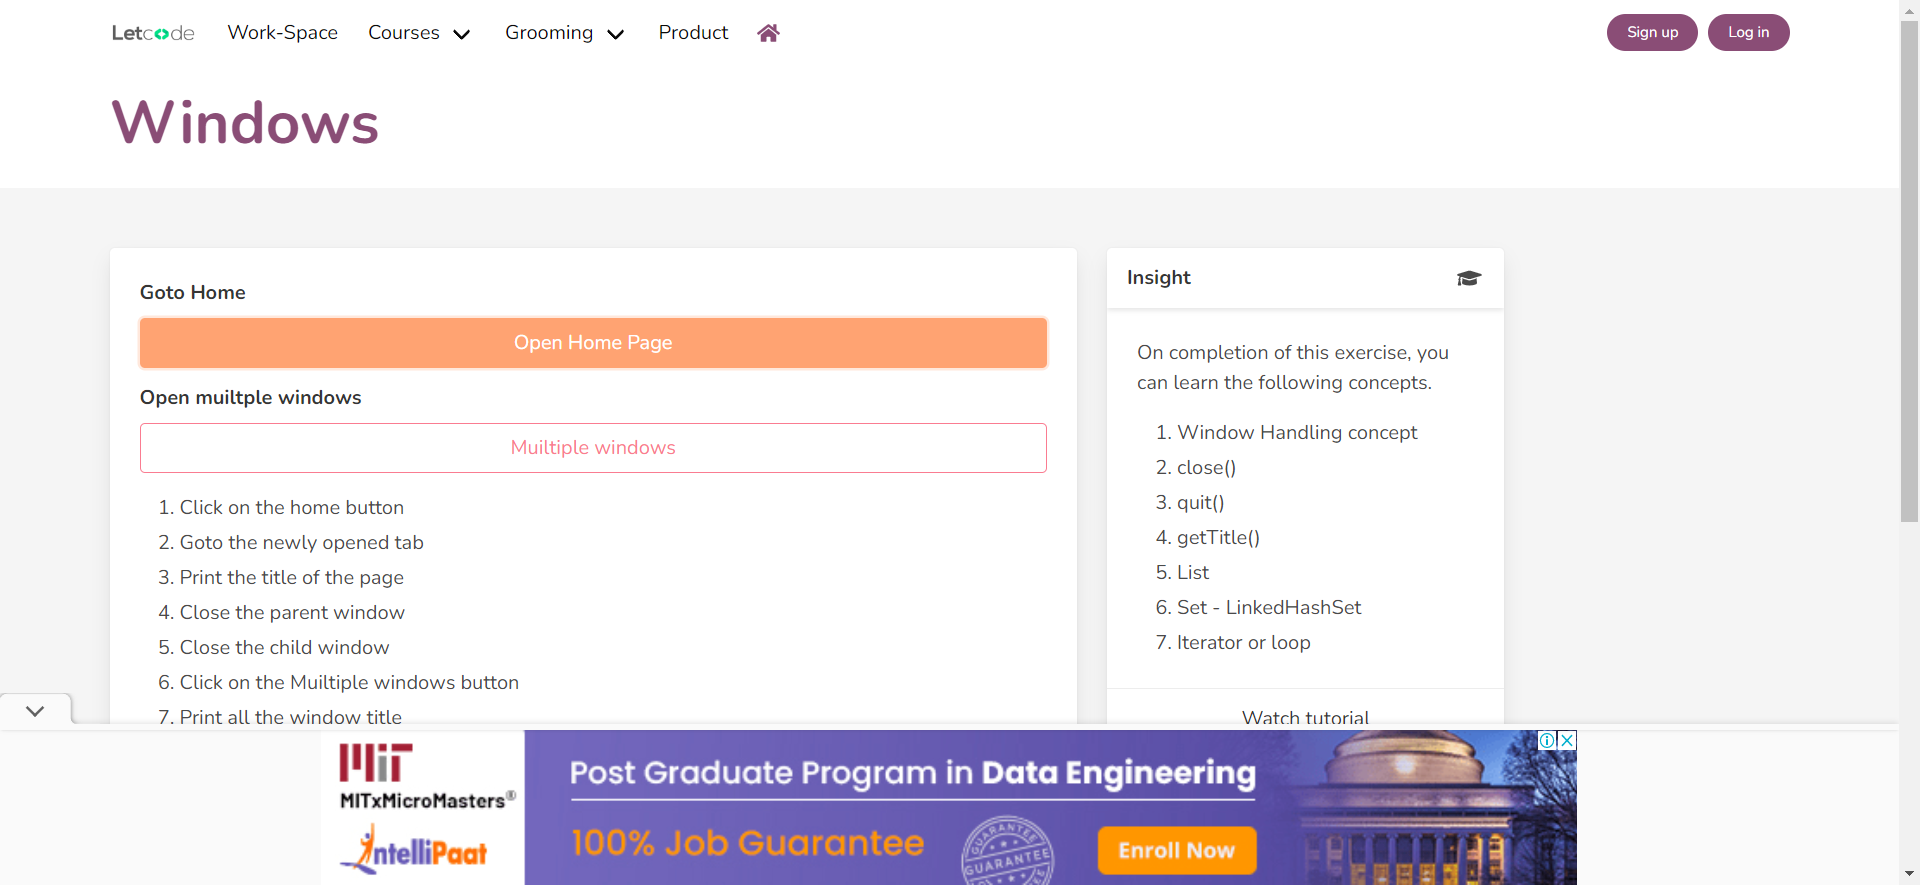 Letcode Work-Space Courses Grooming Product Sign up Log in
Windows
Goto Home
Open Home Page
Open muiltple windows
Muiltiple windows
1. Click on the home button
2. Goto the newly opened tab
3. Print the title of the page
4. Close the parent window
5. Close the child window
6. Click on the Muiltiple windows button
7. Print all the window title
Insight
On completion of this exercise, you
can learn the following concepts.
1. Window Handling concept
2. close()
3. quit()
4. getTitle()
5. List
6. Set - LinkedHashSet
7. Iterator or loop
Watch tutorial
MIT
MITxMicroMasters®
IntelliPaat
Post Graduate Program in Data Engineering
100% Job Guarantee
GUARANTEE
GUARANTEE
Enroll Now